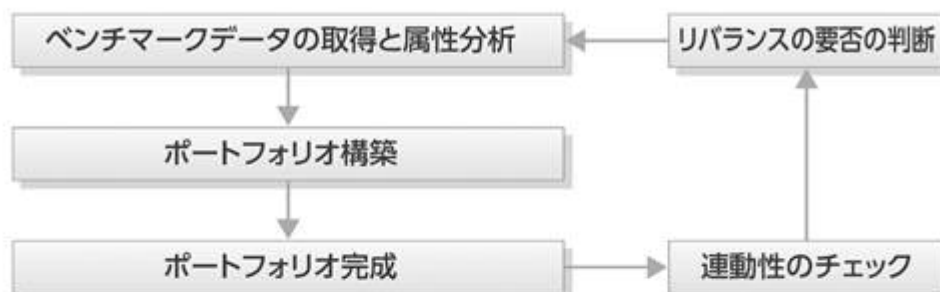 ベンチマークデータの取得と属性分析
リバランスの要否の判断
ポートフォリオ構築
ポートフォリオ完成
連動性のチェック